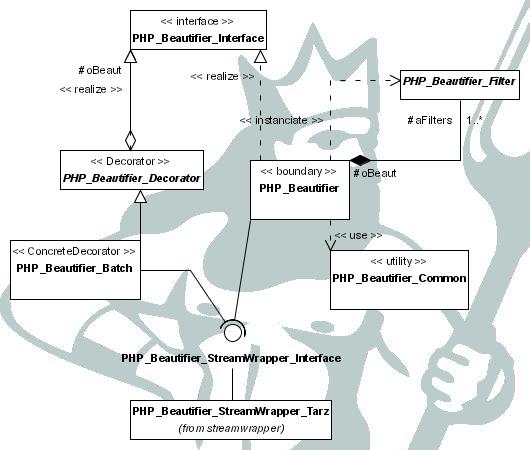 << interface >>
PHP_Beautifier_Interface
# oBeaut
<< realize >>
<< realize >>
PHP_Beautifier_Filter
<< instanciate >>
# aFilters
1..*
<< Decorator >>
PHP_Beautifier_Decorator
<< boundary >>
PHP_Beautifier
# oBeaut
<< use >>
<< ConcreteDecorator >>
PHP_Beautifier_Batch
<< utility >>
PHP_Beautifier_Common
PHP_Beautifier_StreamWrapper_Interface
PHP_Beautifier_StreamWrapper_Tarz
(from streamwrapper)